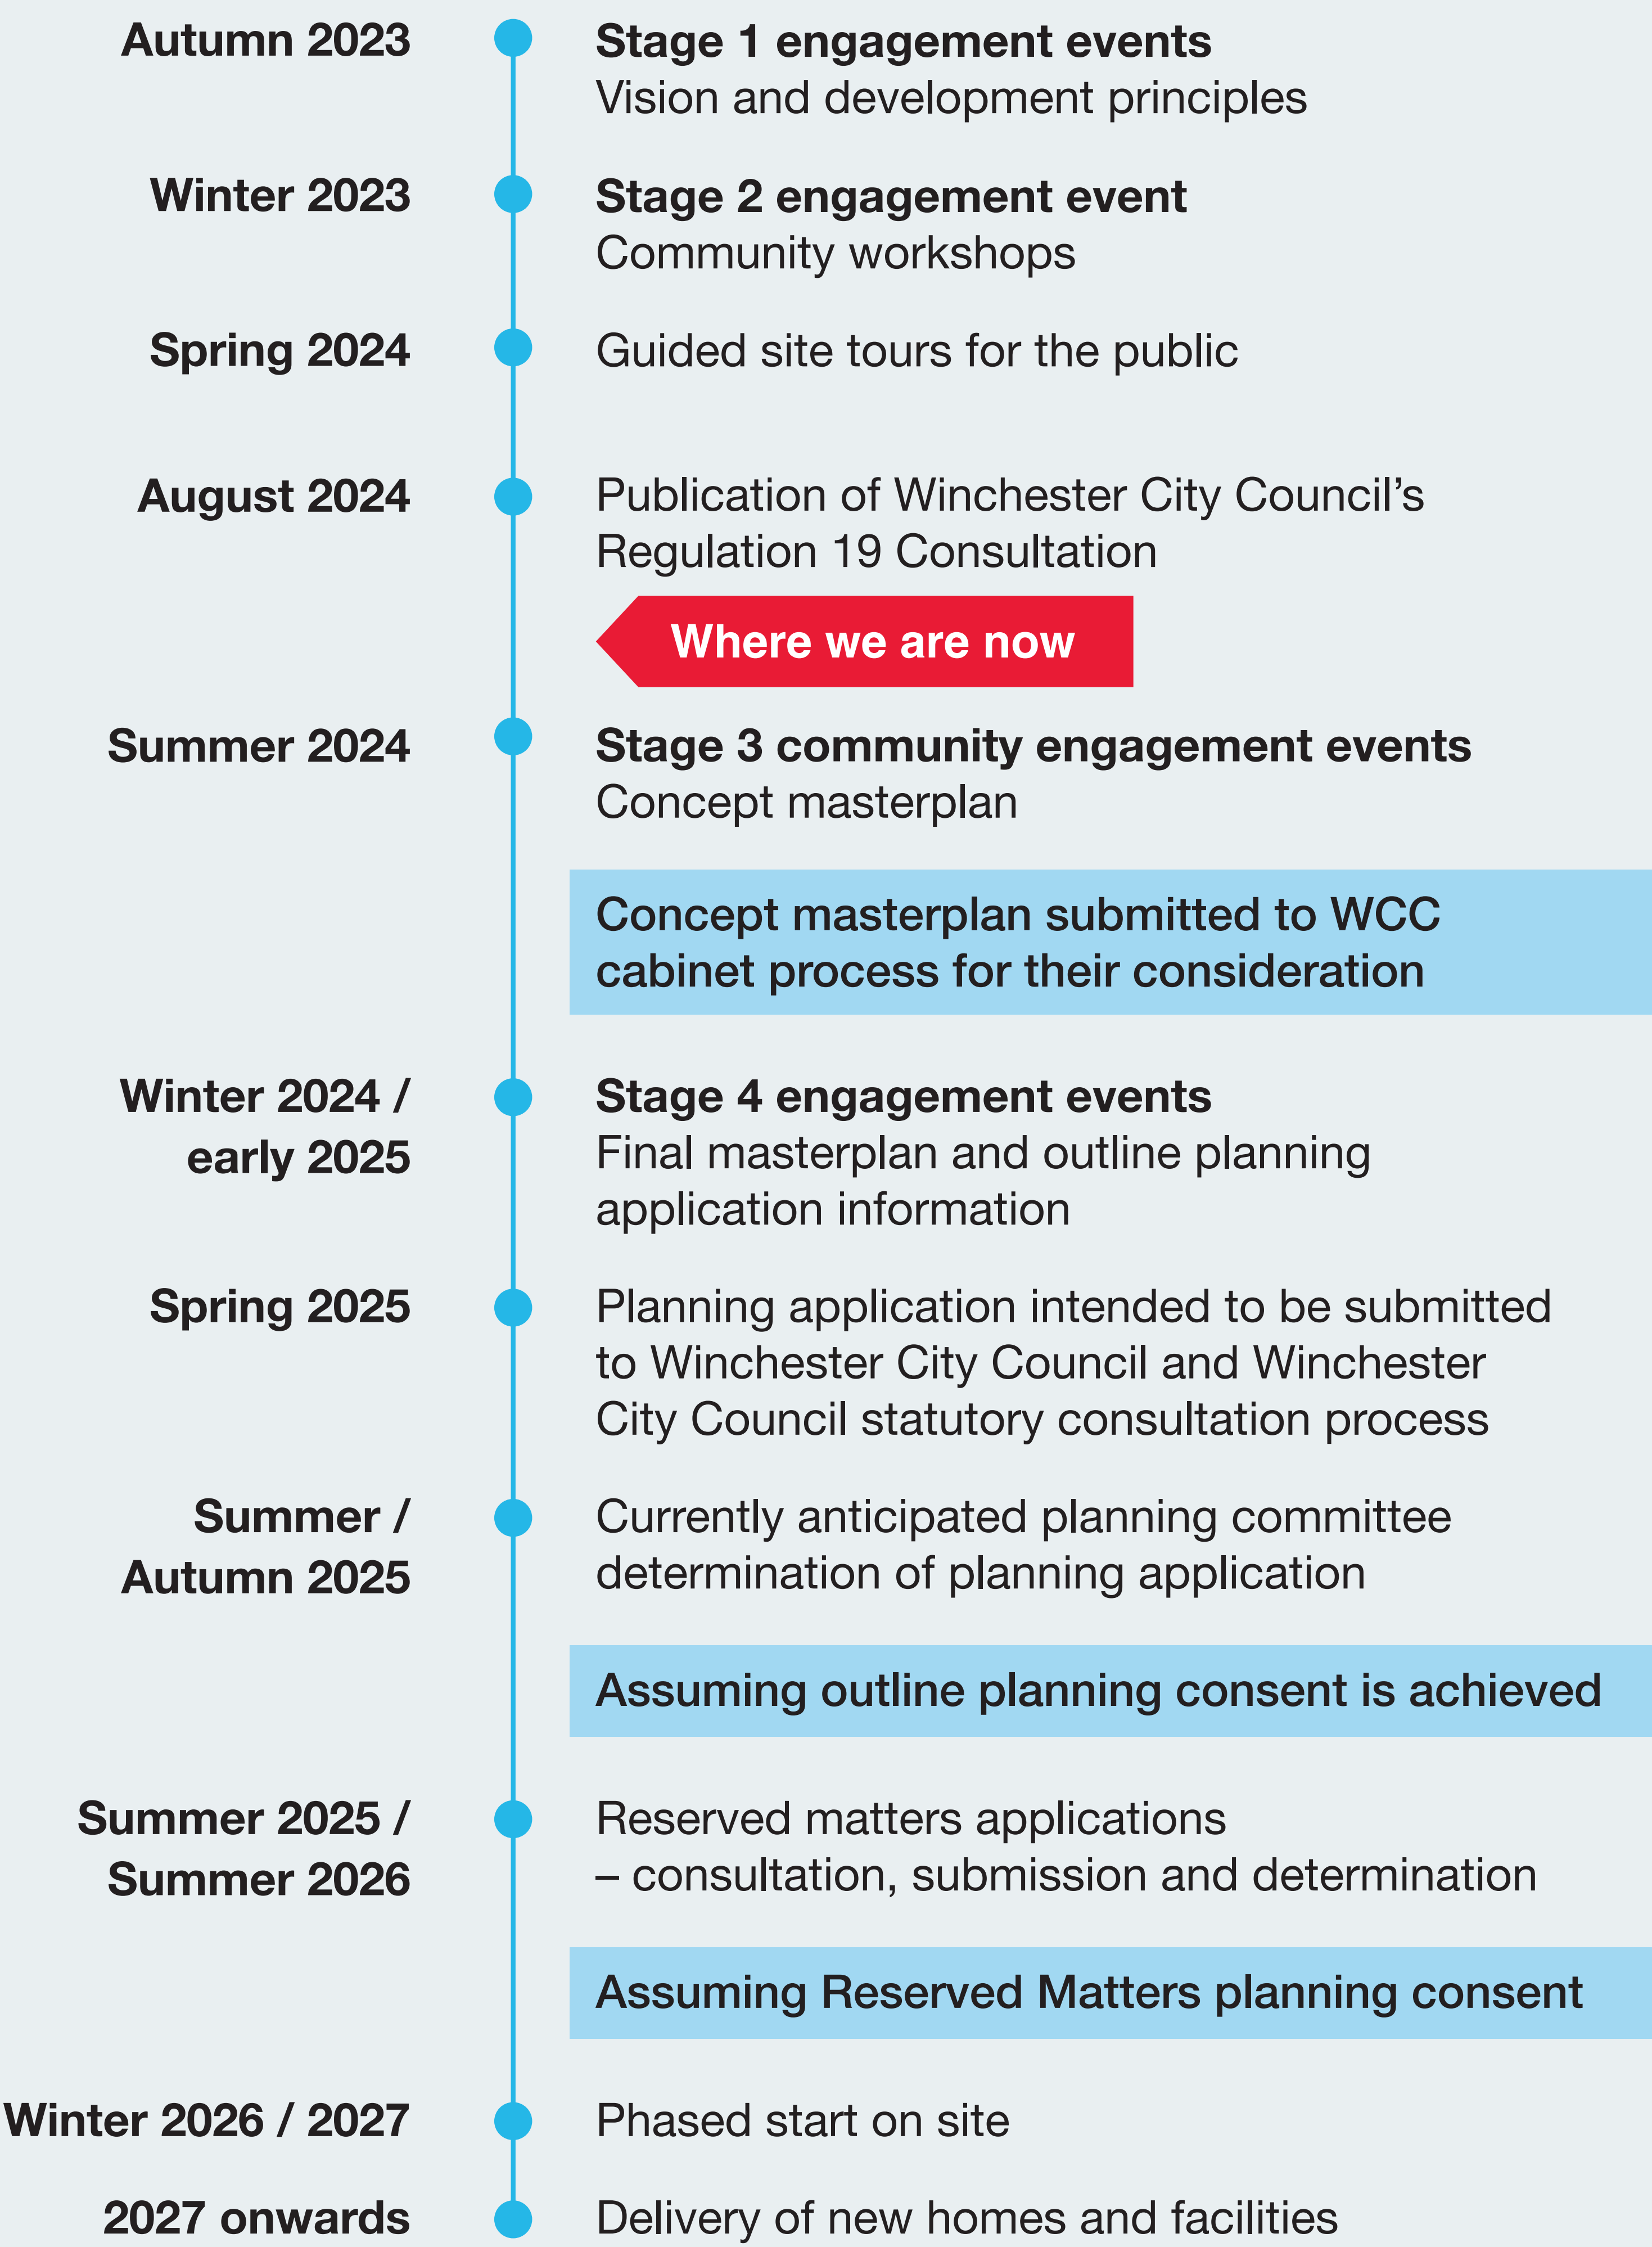 Autumn 2023
Stage 1 engagement events
Vision and development principles
Winter 2023
Stage 2 engagement event
Community workshops
Spring 2024
Guided site tours for the public
August 2024
Publication of Winchester City Council’s
Regulation 19 Consultation
Where we are now
Summer 2024
Stage 3 community engagement events
Concept masterplan
Concept masterplan submitted to WCC
cabinet process for their consideration
Winter 2024 /
early 2025
Stage 4 engagement events
Final masterplan and outline planning
application information
Spring 2025
Planning application intended to be submitted
to Winchester City Council and Winchester
City Council statutory consultation process
Summer /
Autumn 2025
Currently anticipated planning committee
determination of planning application
Assuming outline planning consent is achieved
Summer 2025 /
Summer 2026
Reserved matters applications
– consultation, submission and determination
Assuming Reserved Matters planning consent
Winter 2026 / 2027
Phased start on site
2027 onwards
Delivery of new homes and facilities